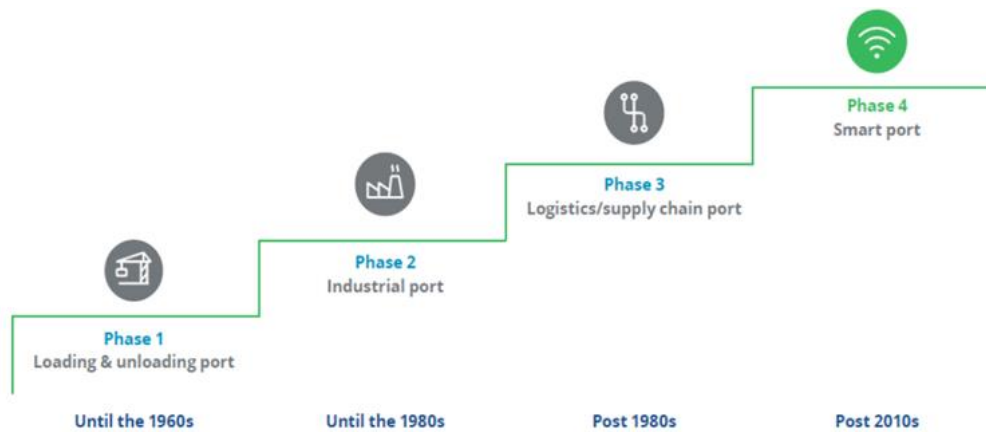 Phase 4
Smart port
Phase 3
Logistics/supply chain port
Phase 2
Industrial port
Phase 1
Loading & unloading port
Until the 1960s
Until the 1980s
Post 1980s
Post 2010s